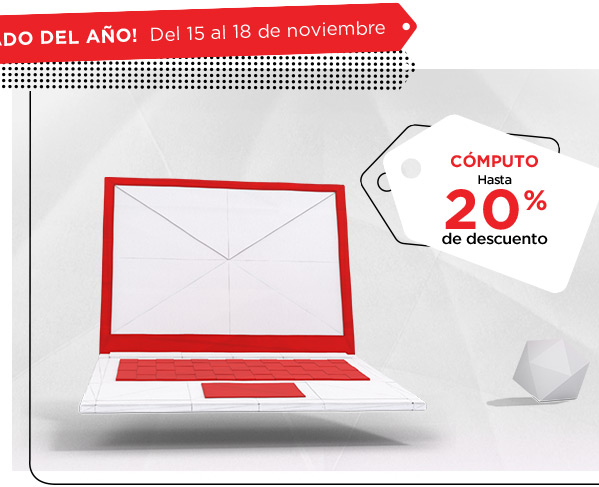 ADO DEL AÑO! Del 15 al 18 de noviembre
CÓMPUTO
Hasta
20%
de descuento